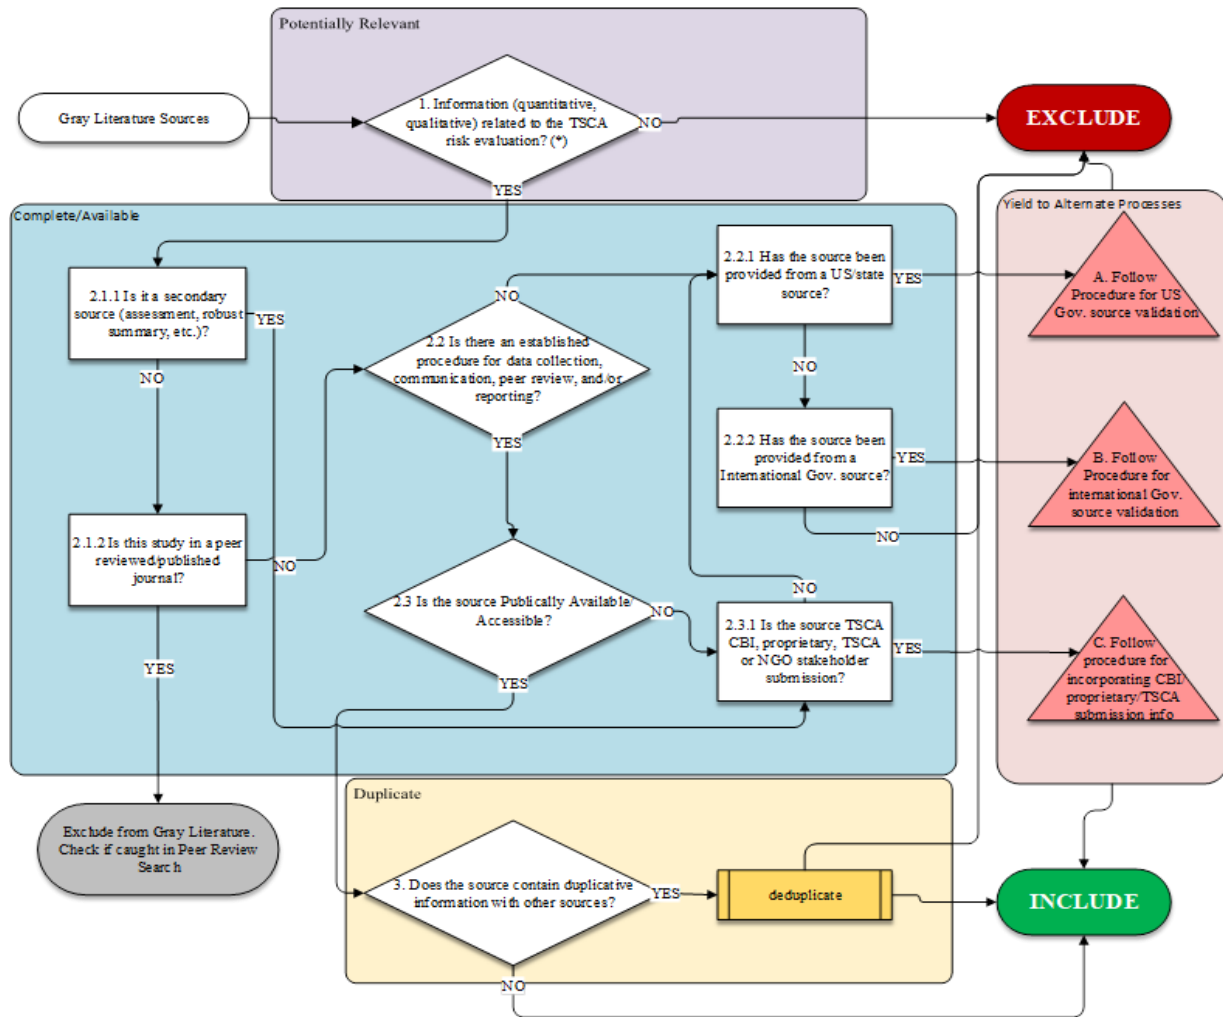 Potentially Relevant
Gray Literature Sources
1. Information (quantitative,
qualitative) related to the TSCA
risk evaluation? (*)
NO
EXCLUDE
YES
Complete/Available
Yield to Alternate Processes
2.1.1 Is it a secondary
source (assessment, robust
summary, etc.)?
YES
NO
2.2 Is there an established
procedure for data collection,
communication, peer review, and/or
reporting?
NO
YES
2.2.1 Has the source been
provided from a US/state
source?
YES
NO
A. Follow
Procedure for US
Gov. source validation
2.2.2 Has the source been
provided from a
International Gov. source?
YES
NO
B. Follow
Procedure for
international Gov.
source validation
2.1.2 Is this study in a peer
reviewed/published
journal?
NO
YES
2.3 Is the source Publically Available/
Accessible?
NO
YES
NO
2.3.1 Is the source TSCA
CBI, proprietary, TSCA
or NGO stakeholder
submission?
YES
C. Follow
procedure for
incorporating CBI/
proprietary/TSCA
submission info
Exclude from Gray Literature.
Check if caught in Peer Review
Search
Duplicate
3. Does the source contain duplicative
information with other sources?
YES
deduplicate
INCLUDE
NO